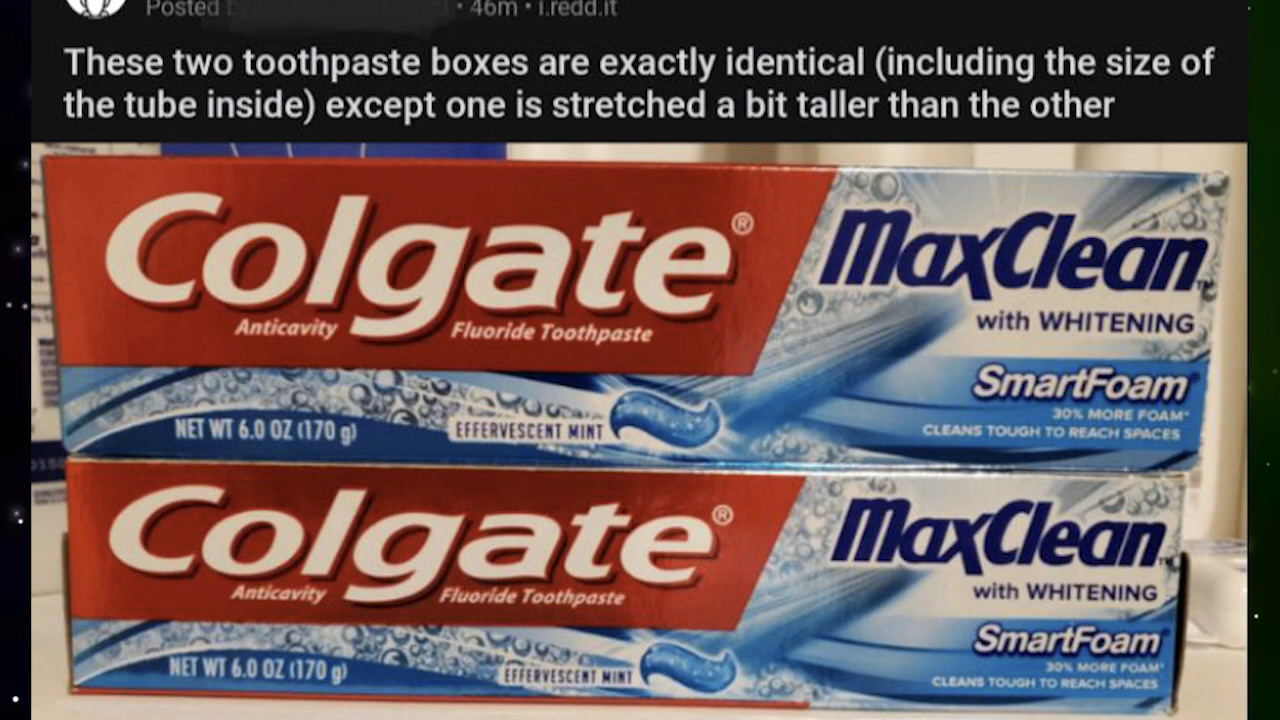 Posted
• 46m • i.redd.it
These two toothpaste boxes are exactly identical (including the size of
the tube inside) except one is stretched a bit taller than the other
Colgate®
Anticavity Fluoride Toothpaste
MaxClean™
with WHITENING
SmartFoam
30% MORE FOAM*
CLEANS TOUGH TO REACH SPACES
NET WT 6.0 OZ (170 g)
EFFERVESCENT MINT
Colgate®
Anticavity Fluoride Toothpaste
MaxClean™
with WHITENING
SmartFoam
30% MORE FOAM*
CLEANS TOUGH TO REACH SPACES
NET WT 6.0 OZ (170 g)
EFFERVESCENT MINT